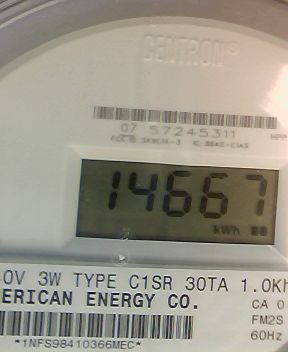 CENTRON®
07 57245311
14667
kWh
0V 3W TYPE C1SR 30TA 1.0Kh
ERICAN ENERGY CO.
CA 0
FM2S
60Hz
*1NFS98410366MEC*